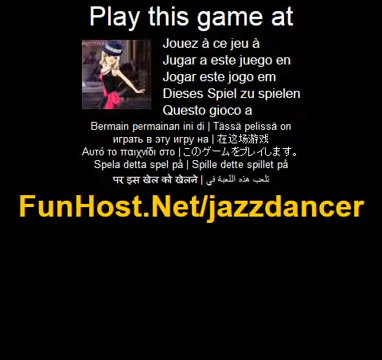 Play this game at
Jouez à ce jeu à
Jugar a este juego en
Jogar este jogo em
Dieses Spiel zu spielen
Questo gioco a
Bermain permainan ini di | Tässä pelissä on
играть в эту игру на | 在这场游戏
Αυτό το παιχνίδι στο | このゲームをプレイします。
Spela detta spel på | Spille dette spillet på
पर इस खेल को खेलने | تلعب هذه اللعبة في
FunHost.Net/jazzdancer